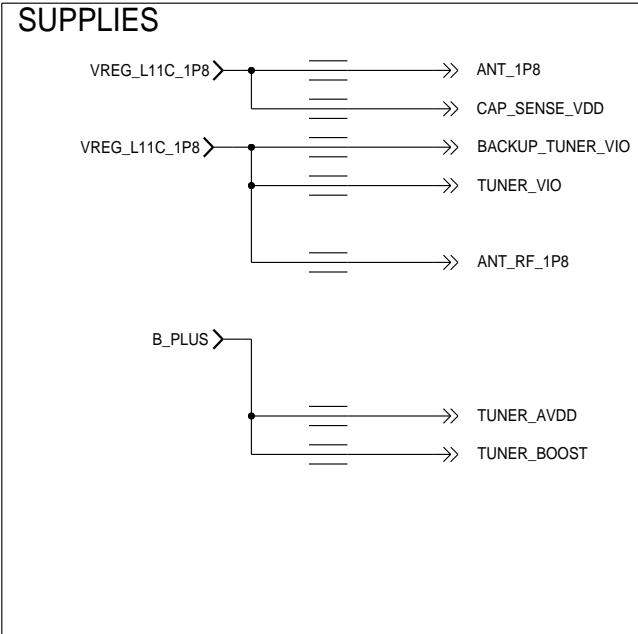 SUPPLIES
VREG_L11C_1P8
ANT_1P8
CAP_SENSE_VDD
VREG_L11C_1P8
BACKUP_TUNER_VIO
TUNER_VIO
ANT_RF_1P8
B_PLUS
TUNER_AVDD
TUNER_BOOST